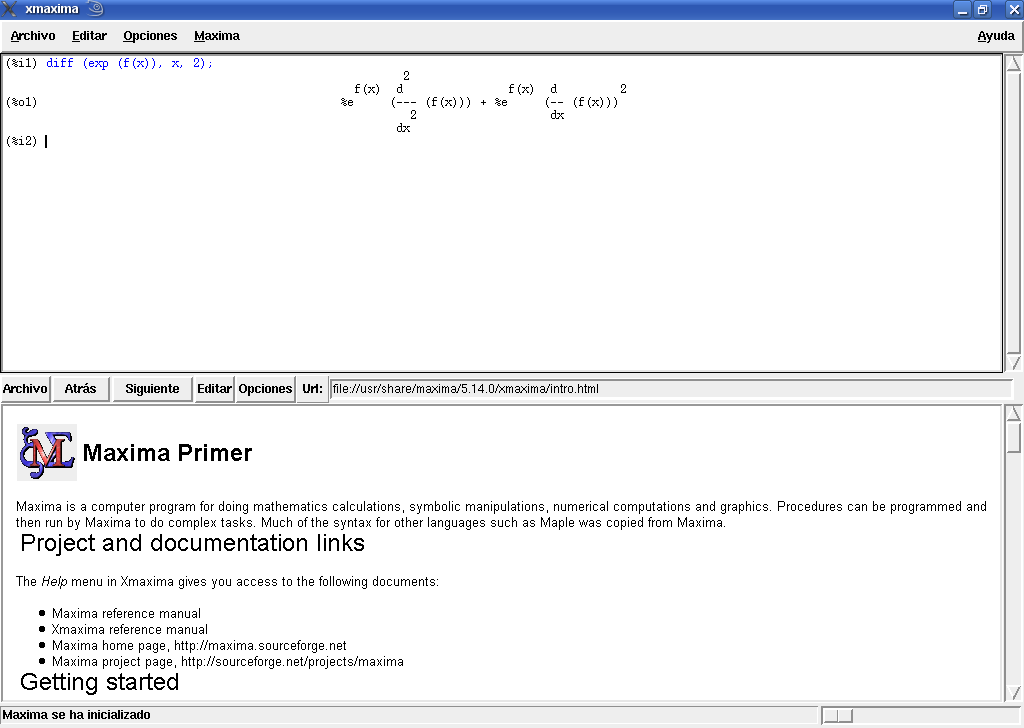 xmaxima
Archivo Editar Opciones Maxima Ayuda
(%i1) diff (exp (f(x)), x, 2);
2
f(x) d f(x) d 2
(%o1) %e (--- (f(x))) + %e (-- (f(x)))
2 dx
dx
(%i2)
Archivo Atrás Siguiente Editar Opciones Url: file://usr/share/maxima/5.14.0/xmaxima/intro.html
Maxima Primer
Maxima is a computer program for doing mathematics calculations, symbolic manipulations, numerical computations and graphics. Procedures can be programmed and
then run by Maxima to do complex tasks. Much of the syntax for other languages such as Maple was copied from Maxima.
Project and documentation links
The Help menu in Xmaxima gives you access to the following documents:
Maxima reference manual
Xmaxima reference manual
Maxima home page, http://maxima.sourceforge.net
Maxima project page, http://sourceforge.net/projects/maxima
Getting started
Maxima se ha inicializado